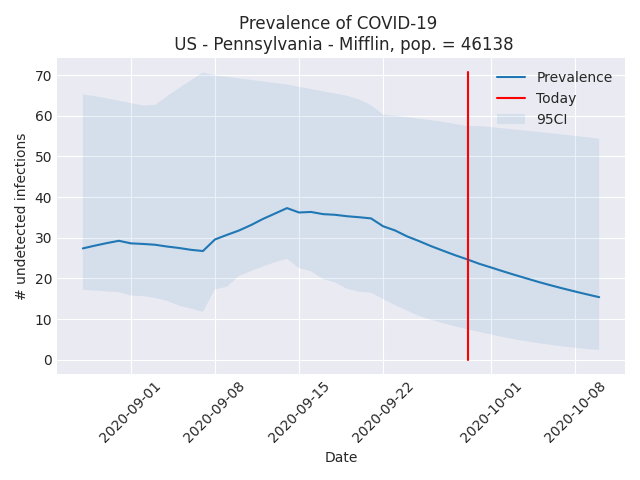 Prevalence of COVID-19
US - Pennsylvania - Mifflin, pop. = 46138
Prevalence
Today
95CI
# undetected infections
70
60
50
40
30
20
10
0
2020-09-01
2020-09-08
2020-09-15
2020-09-22
2020-10-01
2020-10-08
Date